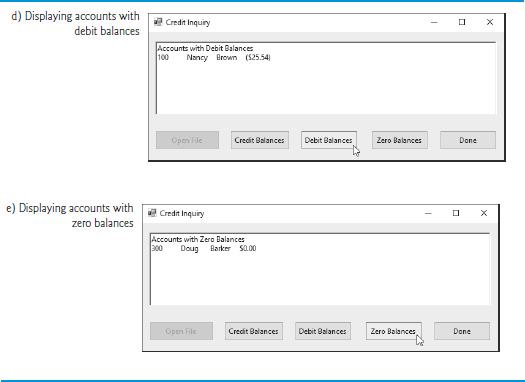 d) Displaying accounts with
debit balances
Credit Inquiry
Accounts with Debit Balances
100 Nancy Brown ($25.54)
Open File Credit Balances Debit Balances Zero Balances Done
e) Displaying accounts with
zero balances
Credit Inquiry
Accounts with Zero Balances
300 Doug Barker $0.00
Open File Credit Balances Debit Balances Zero Balances Done